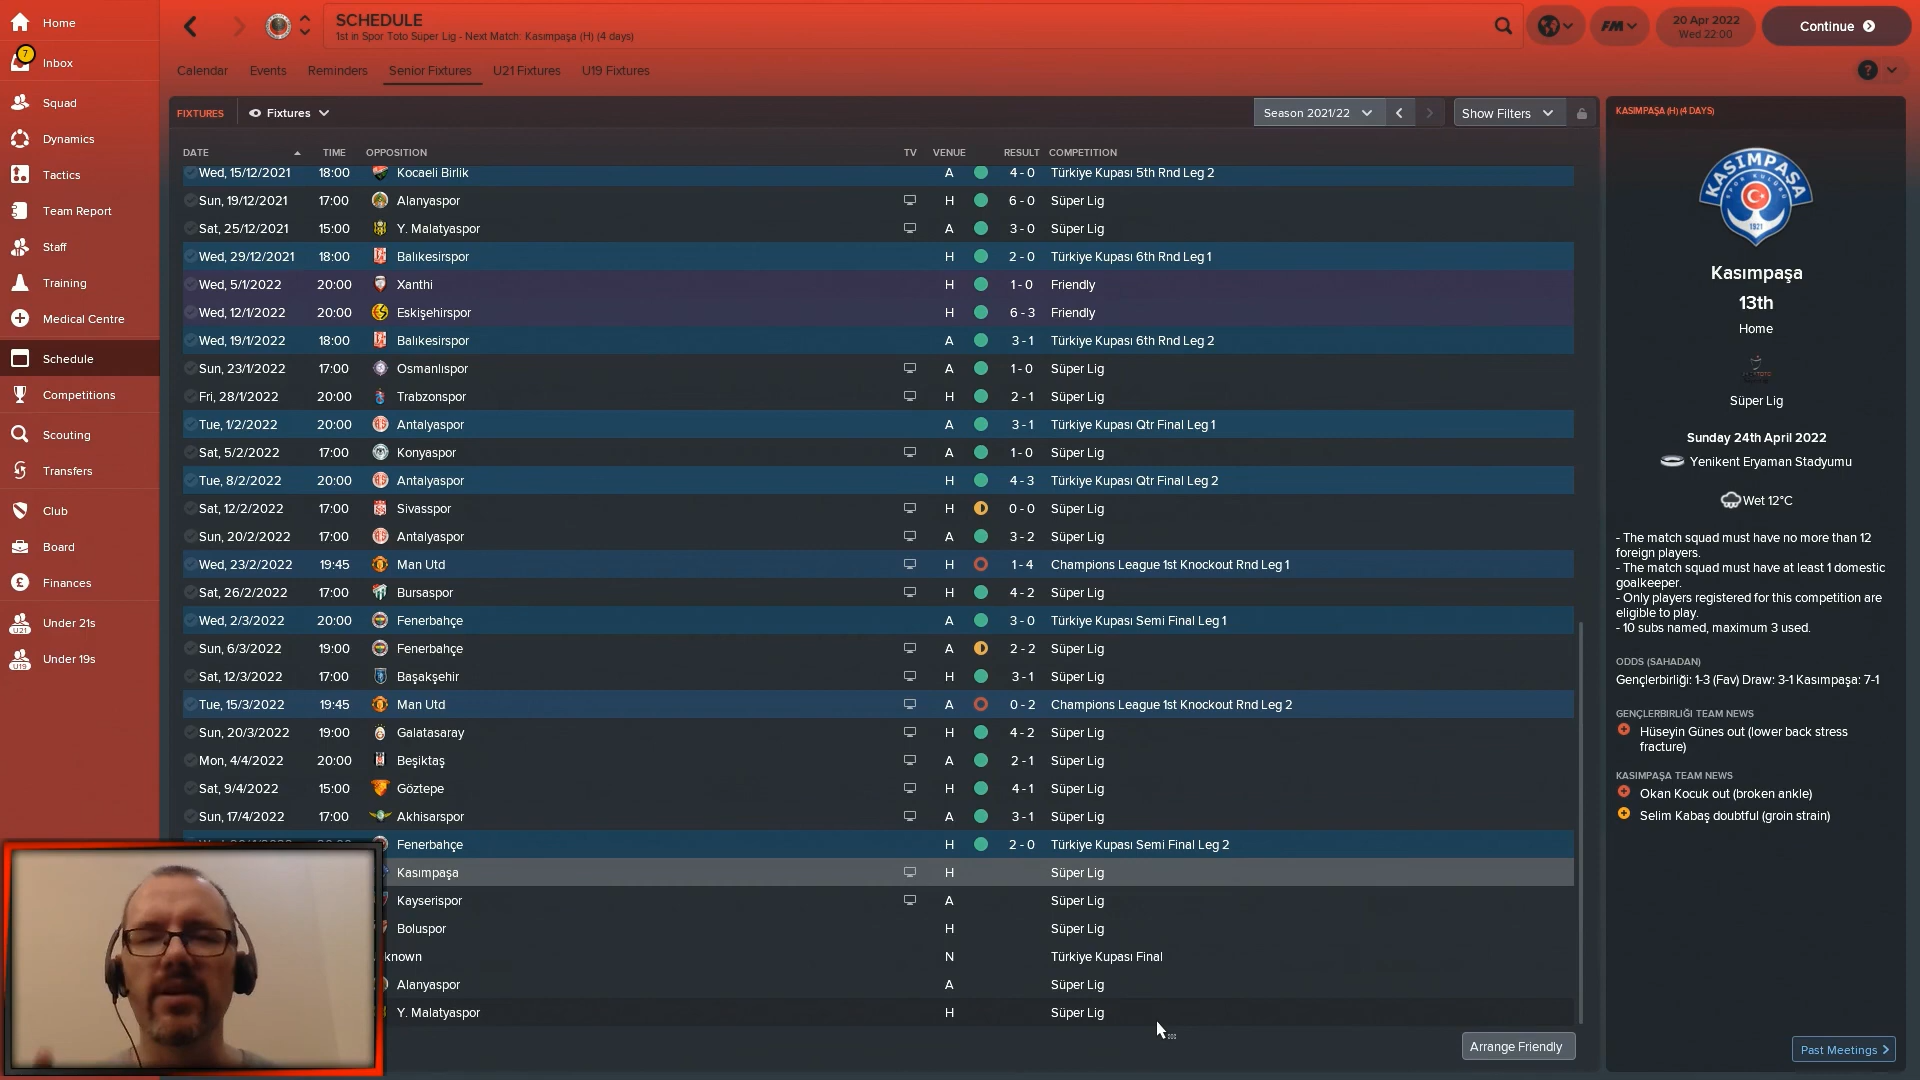 Home
7
Inbox
Squad
Dynamics
Tactics
Team Report
Staff
Training
Medical Centre
Schedule
Competitions
Scouting
Transfers
Club
Board
Finances
U21
Under 21s
U19
Under 19s
SCHEDULE
1st in Spor Toto Süper Lig - Next Match: Kasımpaşa (H) (4 days)
FM
20 Apr 2022
Wed 22:00
Continue
Calendar Events Reminders Senior Fixtures U21 Fixtures U19 Fixtures
?
FIXTURES Fixtures Season 2021/22 Show Filters
DATE TIME OPPOSITION TV VENUE RESULT COMPETITION
Wed, 15/12/2021 18:00 Kocaeli Birlik A 4 - 0 Türkiye Kupası 5th Rnd Leg 2
Sun, 19/12/2021 17:00 Alanyaspor H 6 - 0 Süper Lig
Sat, 25/12/2021 15:00 Y. Malatyaspor A 3 - 0 Süper Lig
Wed, 29/12/2021 18:00 Balıkesirspor H 2 - 0 Türkiye Kupası 6th Rnd Leg 1
Wed, 5/1/2022 20:00 Xanthi H 1 - 0 Friendly
Wed, 12/1/2022 20:00 Eskişehirspor H 6 - 3 Friendly
Wed, 19/1/2022 18:00 Balıkesirspor A 3 - 1 Türkiye Kupası 6th Rnd Leg 2
Sun, 23/1/2022 17:00 Osmanlıspor A 1 - 0 Süper Lig
Fri, 28/1/2022 20:00 Trabzonspor H 2 - 1 Süper Lig
Tue, 1/2/2022 20:00 Antalyaspor A 3 - 1 Türkiye Kupası Qtr Final Leg 1
Sat, 5/2/2022 17:00 Konyaspor A 1 - 0 Süper Lig
Tue, 8/2/2022 20:00 Antalyaspor H 4 - 3 Türkiye Kupası Qtr Final Leg 2
Sat, 12/2/2022 17:00 Sivasspor H 0 - 0 Süper Lig
Sun, 20/2/2022 17:00 Antalyaspor A 3 - 2 Süper Lig
Wed, 23/2/2022 19:45 Man Utd H 1 - 4 Champions League 1st Knockout Rnd Leg 1
Sat, 26/2/2022 17:00 Bursaspor H 4 - 2 Süper Lig
Wed, 2/3/2022 20:00 Fenerbahçe A 3 - 0 Türkiye Kupası Semi Final Leg 1
Sun, 6/3/2022 19:00 Fenerbahçe A 2 - 2 Süper Lig
Sat, 12/3/2022 17:00 Başakşehir H 3 - 1 Süper Lig
Tue, 15/3/2022 19:45 Man Utd A 0 - 2 Champions League 1st Knockout Rnd Leg 2
Sun, 20/3/2022 19:00 Galatasaray H 4 - 2 Süper Lig
Mon, 4/4/2022 20:00 Beşiktaş A 2 - 1 Süper Lig
Sat, 9/4/2022 15:00 Göztepe H 4 - 1 Süper Lig
Sun, 17/4/2022 17:00 Akhisarspor A 3 - 1 Süper Lig
Fenerbahçe H 2 - 0 Türkiye Kupası Semi Final Leg 2
Kasımpaşa H Süper Lig
Kayserispor A Süper Lig
Boluspor H Süper Lig
known N Türkiye Kupası Final
Alanyaspor A Süper Lig
Y. Malatyaspor H Süper Lig
Arrange Friendly
KASIMPAŞA (H) (4 DAYS)
KASIMPAŞA
SPOR KULÜBÜ
1921
Kasımpaşa
13th
Home
Süper Lig
Sunday 24th April 2022
Yenikent Eryaman Stadyumu
Wet 12°C
- The match squad must have no more than 12
foreign players.
- The match squad must have at least 1 domestic
goalkeeper.
- Only players registered for this competition are
eligible to play.
- 10 subs named, maximum 3 used.
ODDS (SAHADAN)
Gençlerbirliği: 1-3 (Fav) Draw: 3-1 Kasımpaşa: 7-1
GENÇLERBIRLIĞI TEAM NEWS
Hüseyin Günes out (lower back stress
fracture)
KASIMPAŞA TEAM NEWS
Okan Kocuk out (broken ankle)
Selim Kabaş doubtful (groin strain)
Past Meetings